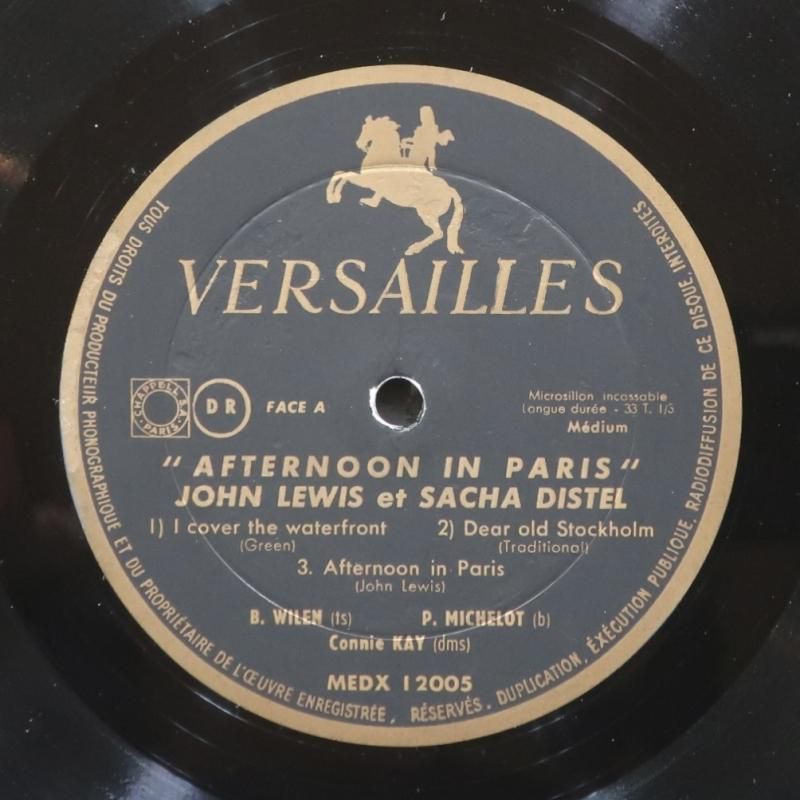 VERSAILLES
CHAPPELL S.A.
PARIS
DR
FACE A
Microsillon incassable
Longue durée - 33 T. 1/3
Médium
"AFTERNOON IN PARIS"
JOHN LEWIS et SACHA DISTEL
1) I cover the waterfront 2) Dear old Stockholm
(Green) (Traditional)
3. Afternoon in Paris
(John Lewis)
B. WILEN (ts) P. MICHELOT (b)
Connie KAY (dms)
MEDX 12005
TOUS DROITS DU PRODUCTEUR PHONOGRAPHIQUE ET DU PROPRIÉTAIRE DE L'ŒUVRE ENREGISTRÉE, RÉSERVÉS. DUPLICATION, ÉXÉCUTION PUBLIQUE, RADIODIFFUSION DE CE DISQUE, INTERDITES